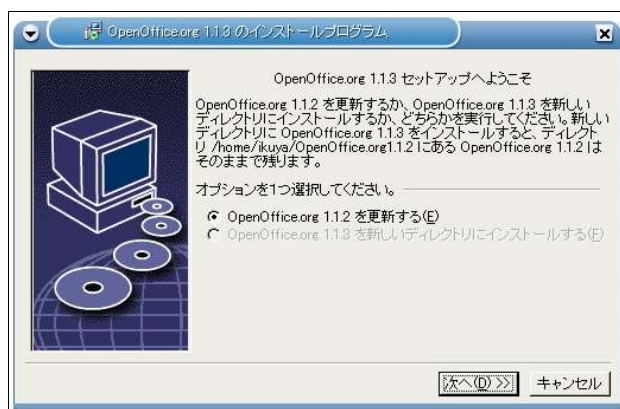 OpenOffice.org 1.1.3 のインストールプログラム
OpenOffice.org 1.1.3 セットアップへようこそ
OpenOffice.org 1.1.2 を更新するか、OpenOffice.org 1.1.3 を新しい
ディレクトリにインストールするか、どちらかを実行してください。新しい
ディレクトリに OpenOffice.org 1.1.3 をインストールすると、ディレクト
リ /home/ikuya/OpenOffice.org1.1.2 にある OpenOffice.org 1.1.2 は
そのままで残ります。
オプションを1つ選択してください。
OpenOffice.org 1.1.2 を更新する(E)
OpenOffice.org 1.1.3 を新しいディレクトリにインストールする(F)
次へ(D) >>
キャンセル